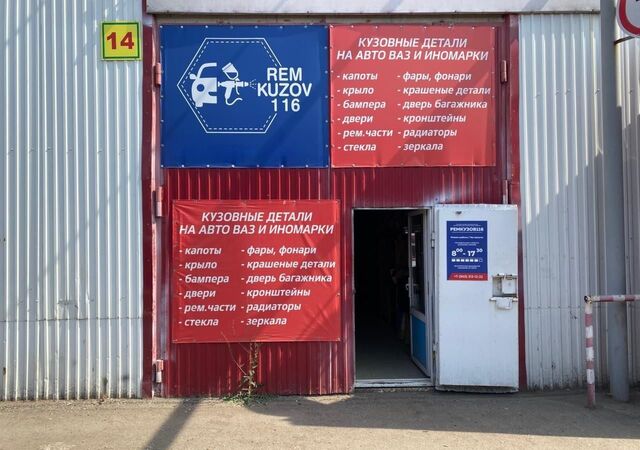 14
REM
KUZOV
116
КУЗОВНЫЕ ДЕТАЛИ
НА АВТО ВАЗ И ИНОМАРКИ
- капоты - фары, фонари
- крыло - крашеные детали
- бампера - дверь багажника
- двери - кронштейны
- рем.части - радиаторы
- стекла - зеркала
КУЗОВНЫЕ ДЕТАЛИ
НА АВТО ВАЗ И ИНОМАРКИ
- капоты - фары, фонари
- крыло - крашеные детали
- бампера - дверь багажника
- двери - кронштейны
- рем.части - радиаторы
- стекла - зеркала
РЕМКУЗОВ116
8 00 - 17 30